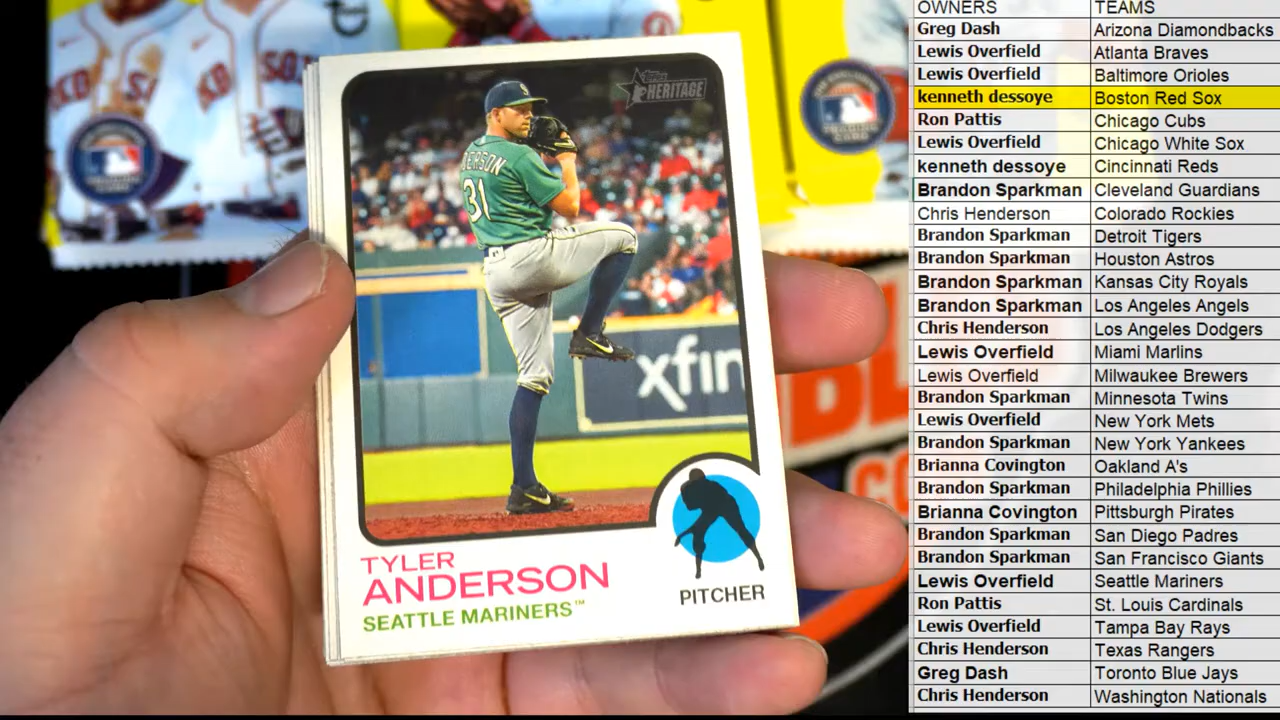 Topps
HERITAGE
ANDERSON
31
xfin
TYLER
ANDERSON
SEATTLE MARINERS™
PITCHER
OWNERS TEAMS
Greg Dash Arizona Diamondbacks
Lewis Overfield Atlanta Braves
Lewis Overfield Baltimore Orioles
kenneth dessoye Boston Red Sox
Ron Pattis Chicago Cubs
Lewis Overfield Chicago White Sox
kenneth dessoye Cincinnati Reds
Brandon Sparkman Cleveland Guardians
Chris Henderson Colorado Rockies
Brandon Sparkman Detroit Tigers
Brandon Sparkman Houston Astros
Brandon Sparkman Kansas City Royals
Brandon Sparkman Los Angeles Angels
Chris Henderson Los Angeles Dodgers
Lewis Overfield Miami Marlins
Lewis Overfield Milwaukee Brewers
Brandon Sparkman Minnesota Twins
Lewis Overfield New York Mets
Brandon Sparkman New York Yankees
Brianna Covington Oakland A's
Brandon Sparkman Philadelphia Phillies
Brianna Covington Pittsburgh Pirates
Brandon Sparkman San Diego Padres
Brandon Sparkman San Francisco Giants
Lewis Overfield Seattle Mariners
Ron Pattis St. Louis Cardinals
Lewis Overfield Tampa Bay Rays
Chris Henderson Texas Rangers
Greg Dash Toronto Blue Jays
Chris Henderson Washington Nationals